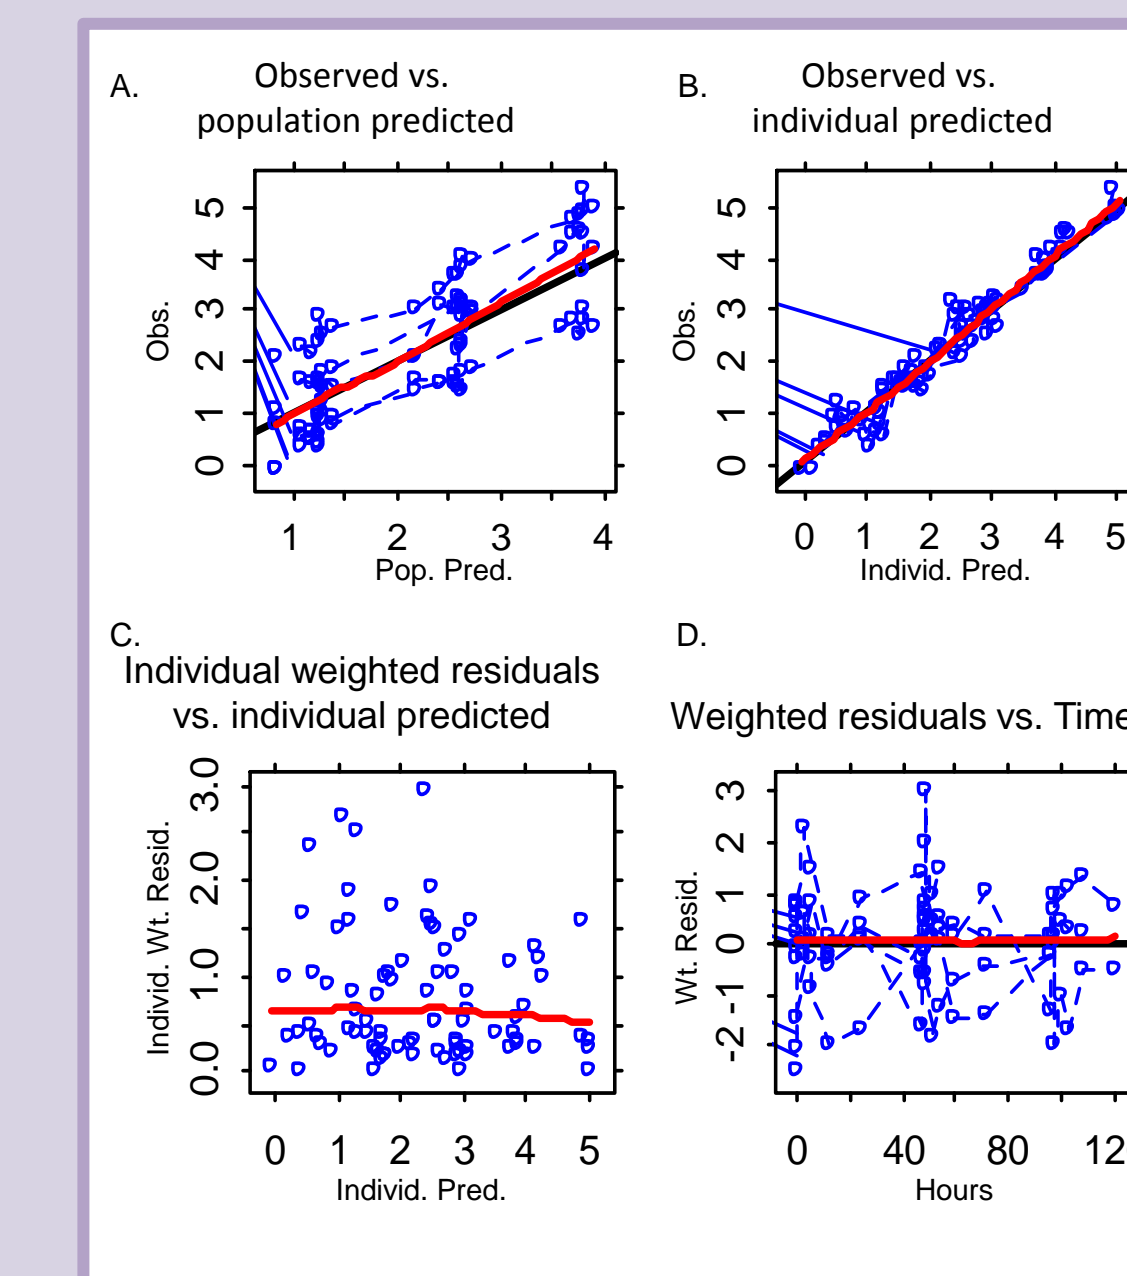 A.
Observed vs.
population predicted
Obs.
5
4
3
2
1
0
1 2 3 4
Pop. Pred.
B.
Observed vs.
individual predicted
Obs.
5
4
3
2
1
0
0 1 2 3 4 5
Individ. Pred.
C.
Individual weighted residuals
vs. individual predicted
Individ. Wt. Resid.
3.0
2.0
1.0
0.0
0 1 2 3 4 5
Individ. Pred.
D.
Weighted residuals vs. Time
Wt. Resid.
3
2
1
0
-1
-2
0 40 80 12
Hours